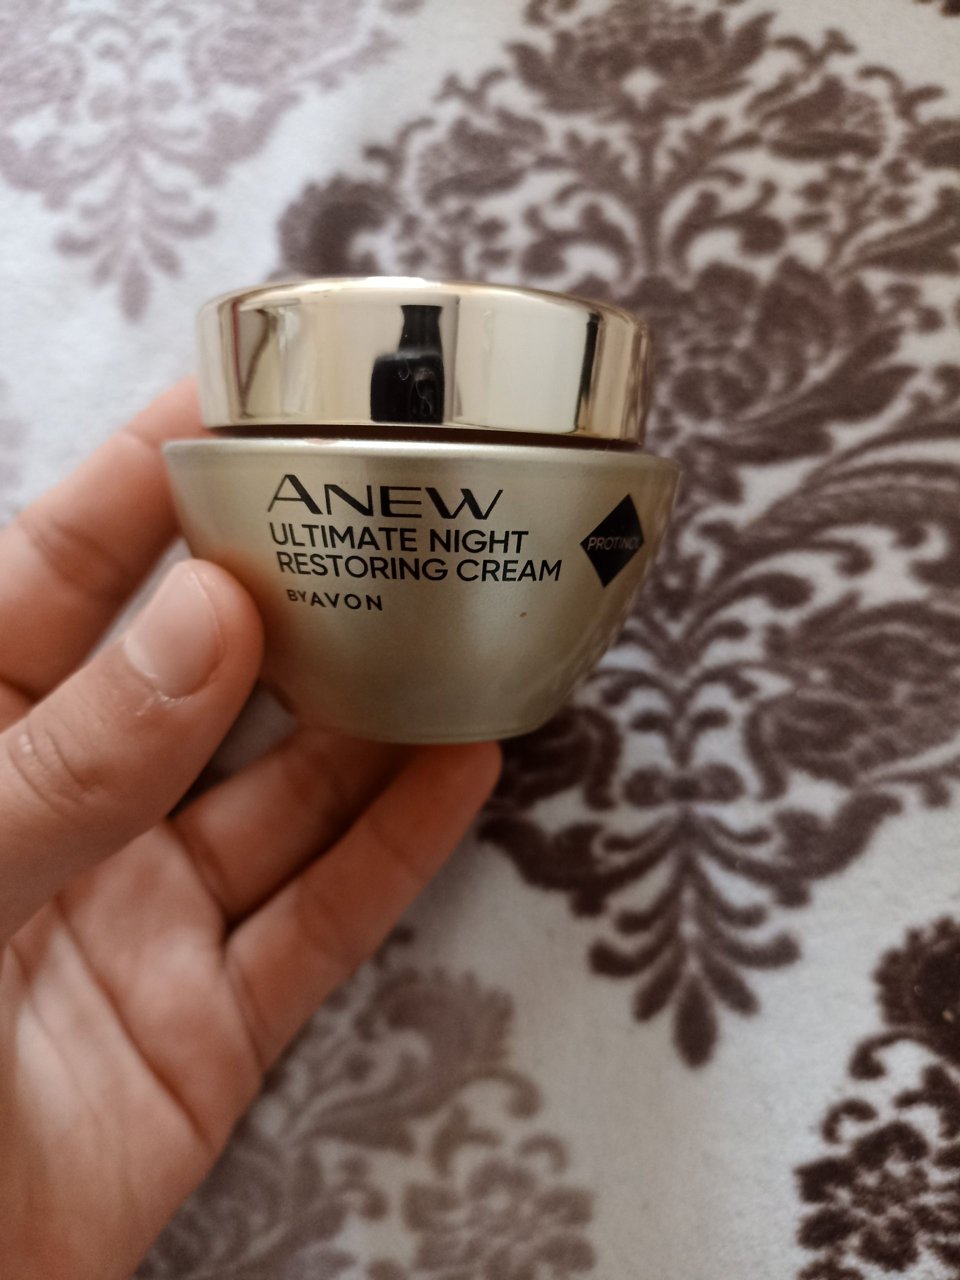 ANEW
ULTIMATE NIGHT
RESTORING CREAM
BY AVON
PROTINOL